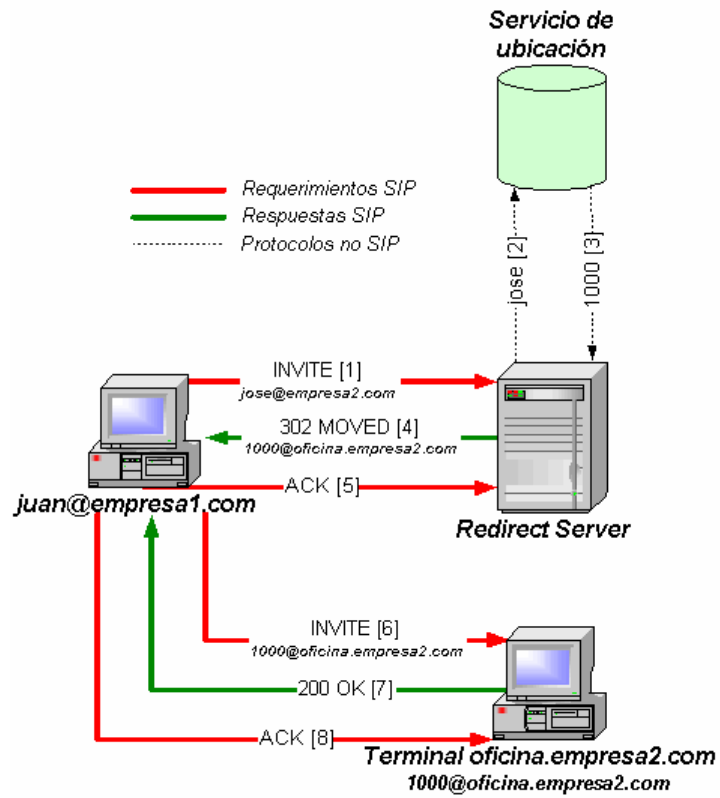 Servicio de
ubicación
Requerimientos SIP
Respuestas SIP
Protocolos no SIP
jose [2]
1000 [3]
INVITE [1]
jose@empresa2.com
302 MOVED [4]
1000@oficina.empresa2.com
ACK [5]
juan@empresa1.com
Redirect Server
INVITE [6]
1000@oficina.empresa2.com
200 OK [7]
ACK [8]
Terminal oficina.empresa2.com
1000@oficina.empresa2.com